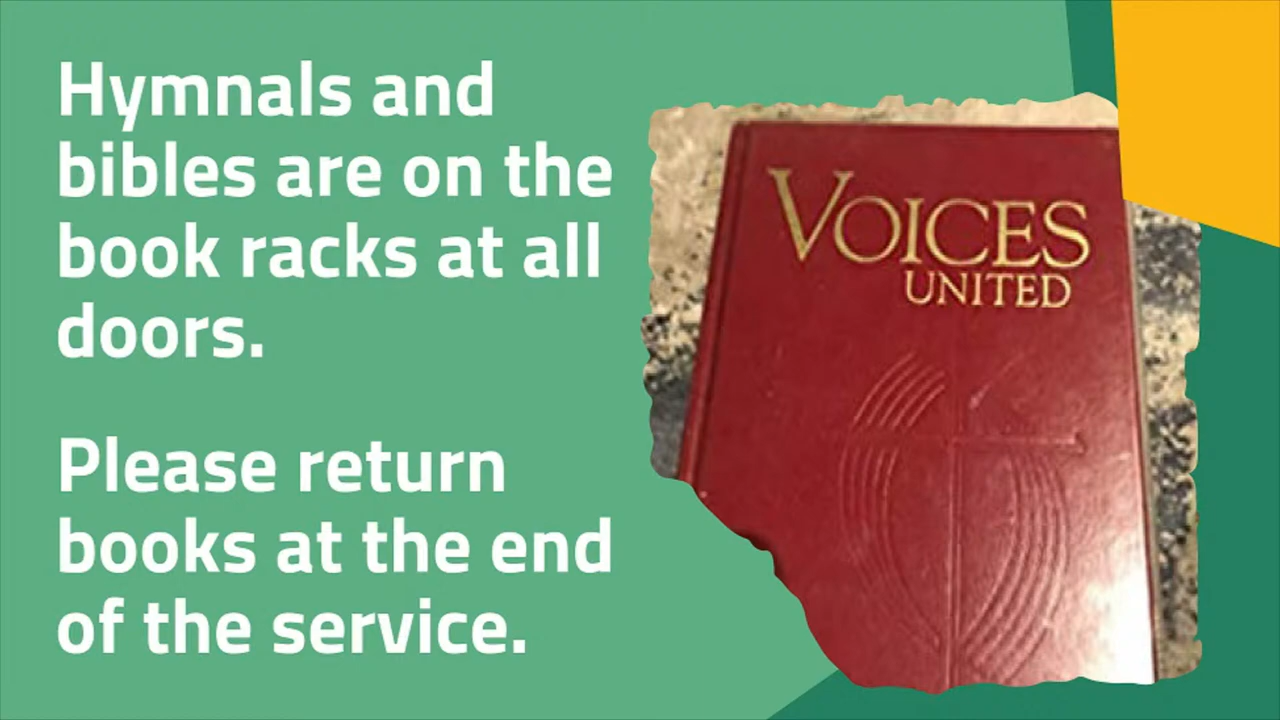 Hymnals and
bibles are on the
book racks at all
doors.
Please return
books at the end
of the service.
VOICES
UNITED